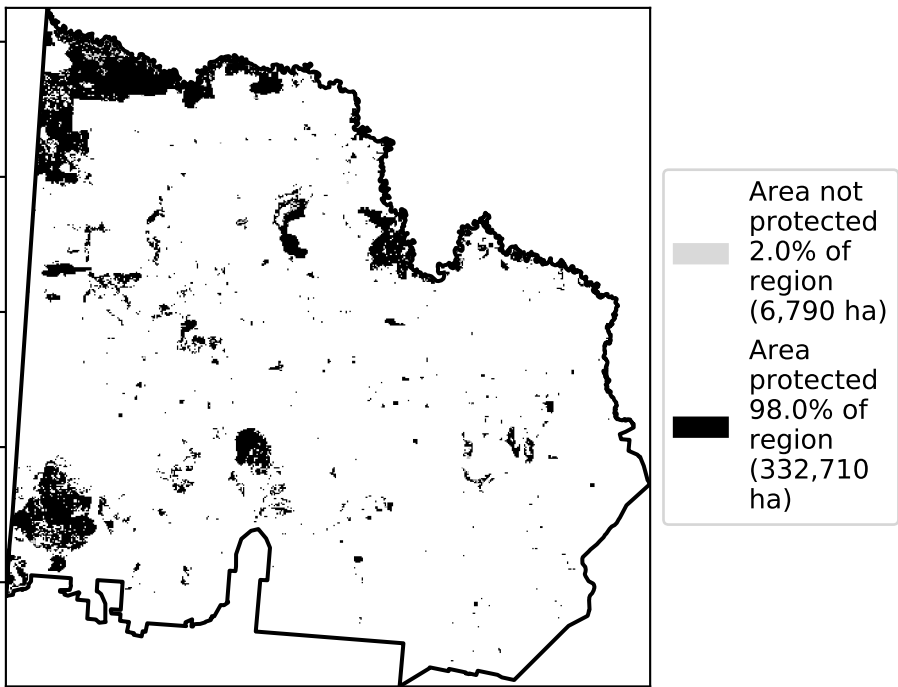 Area not
protected
2.0% of
region
(6,790 ha)
Area
protected
98.0% of
region
(332,710
ha)